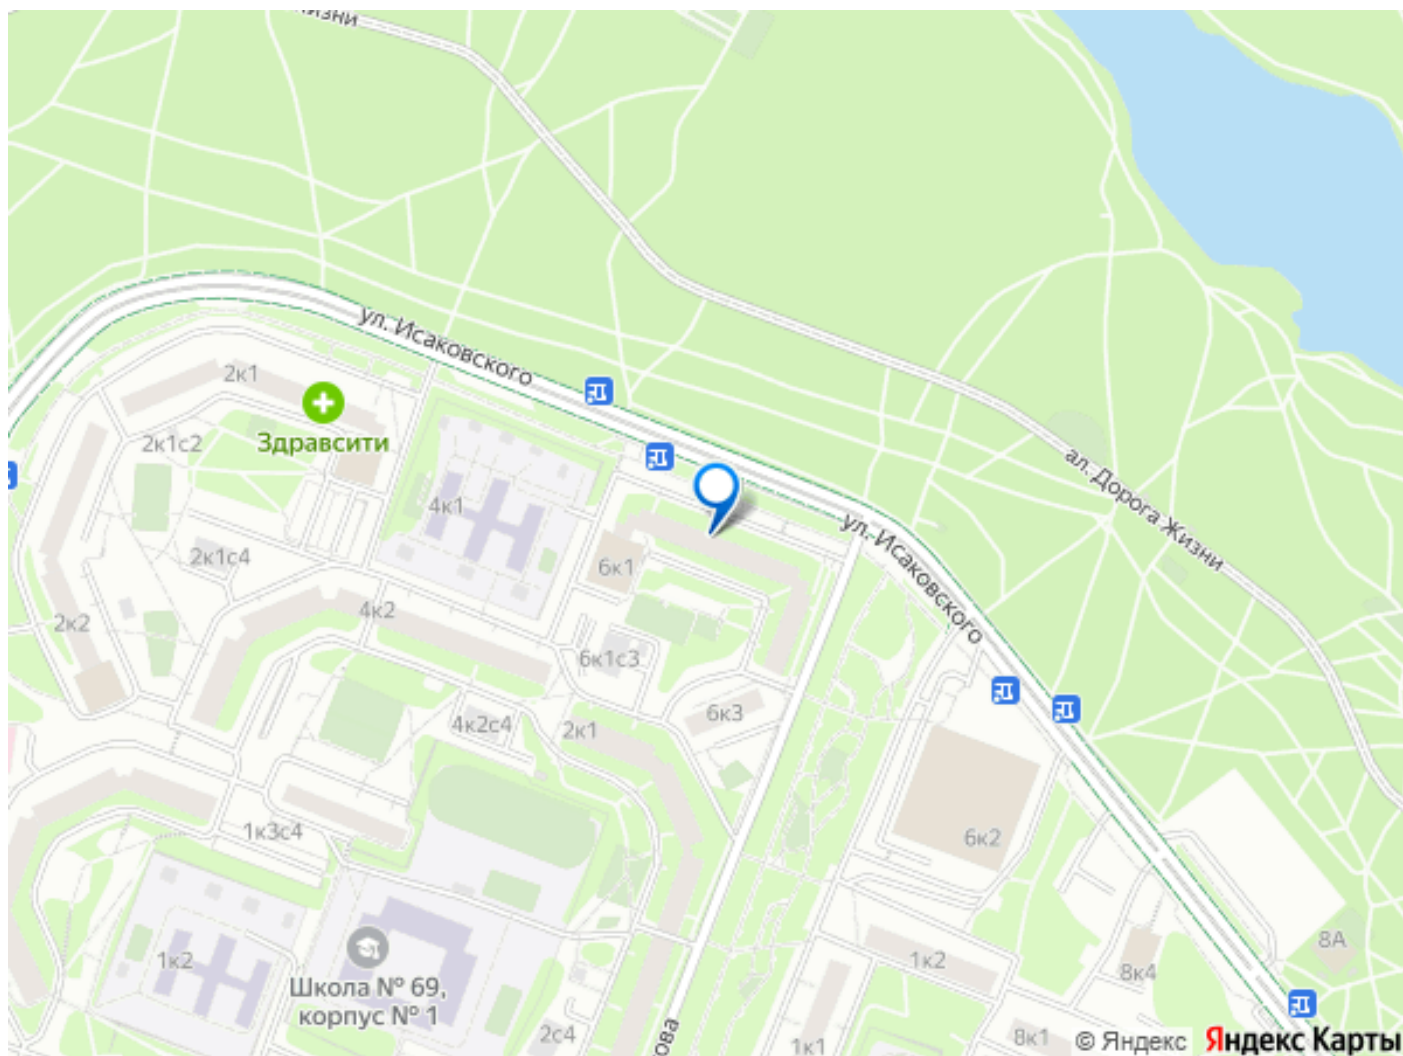 ул. Исаковского
2к1
Здравсити
2к1с2
4к1
ул. Исаковского
ал. Дорога Жизни
2к1с4
6к1
4к2
2к2
6к1с3
6к3
4к2с4
2к1
1к3с4
6к2
8А
1к2
1к2
8к4
Школа № 69,
корпус № 1
2с4
1к1
8к1
© Яндекс
Яндекс Карты